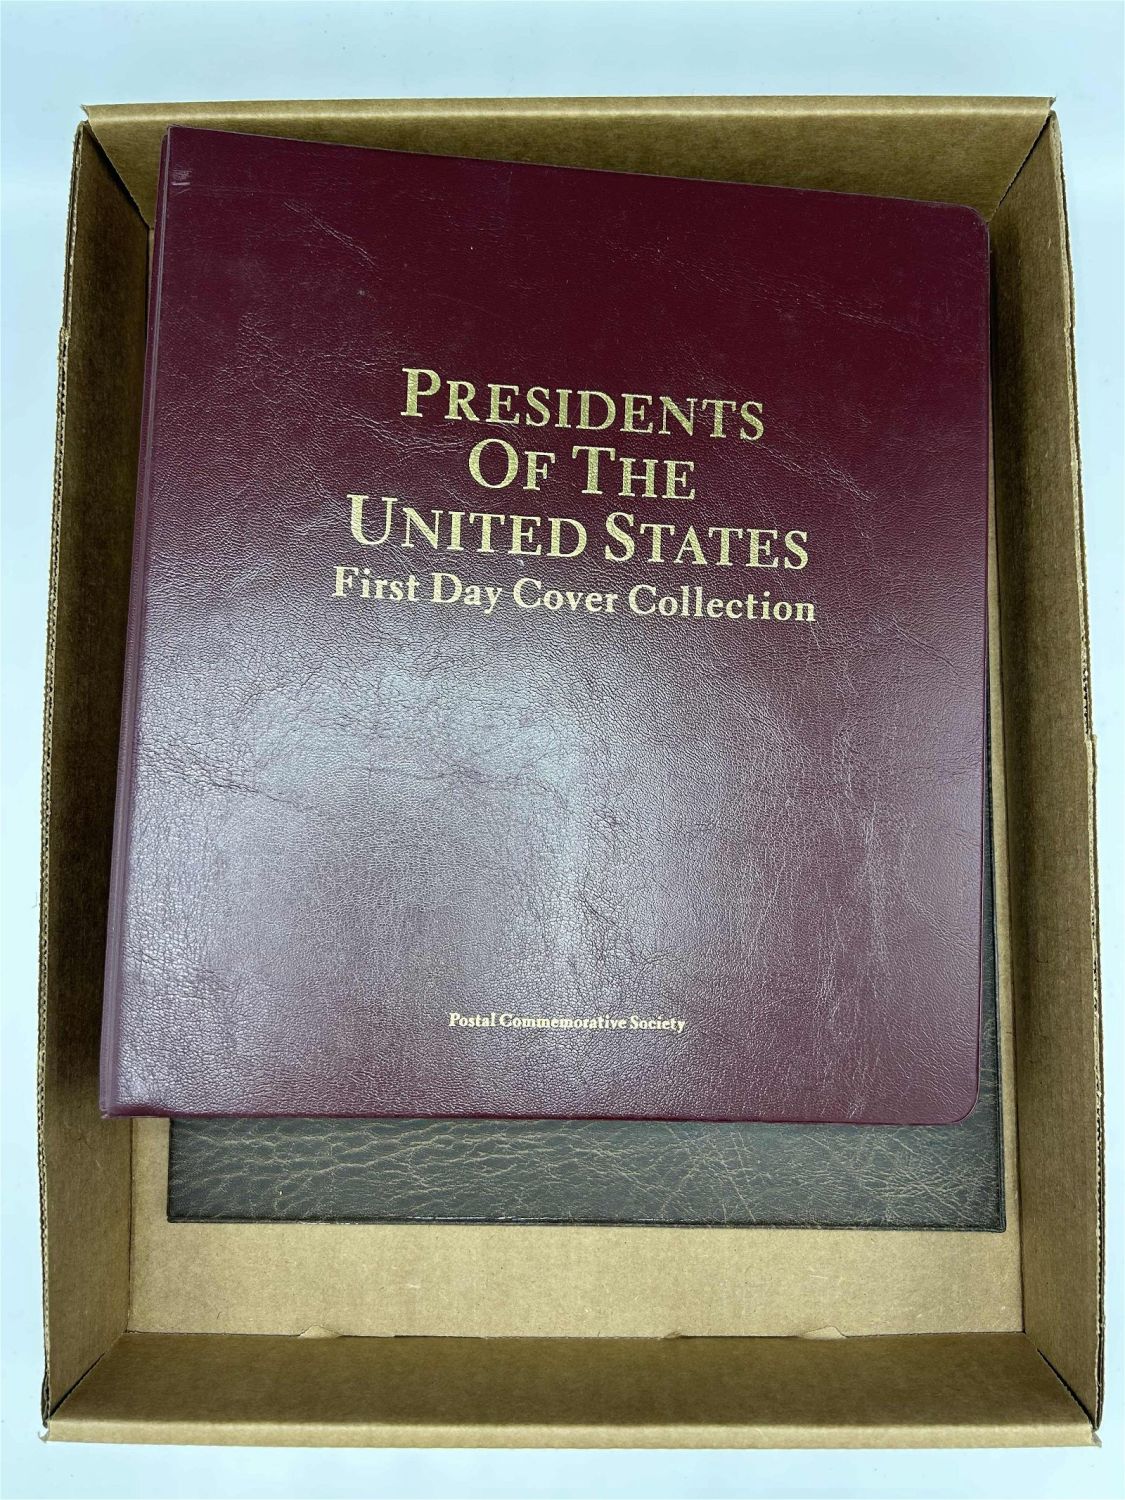 PRESIDENTS
OF THE
UNITED STATES
First Day Cover Collection
Postal Commemorative Society